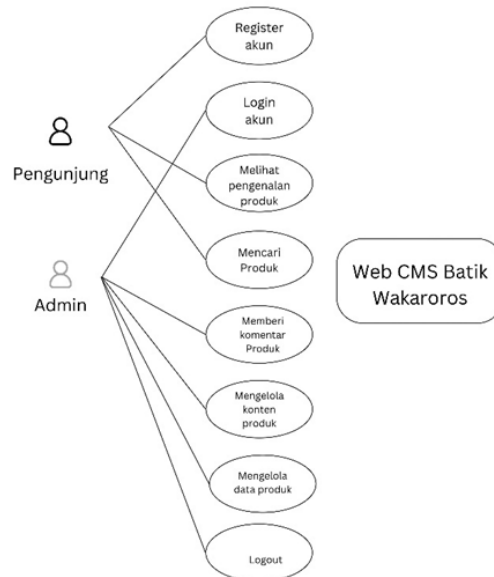 Register
akun
Login
akun
Pengunjung
Melihat
pengenalan
produk
Mencari
Produk
Web CMS Batik
Wakaroros
Admin
Memberi
komentar
Produk
Mengelola
konten
produk
Mengelola
data produk
Logout